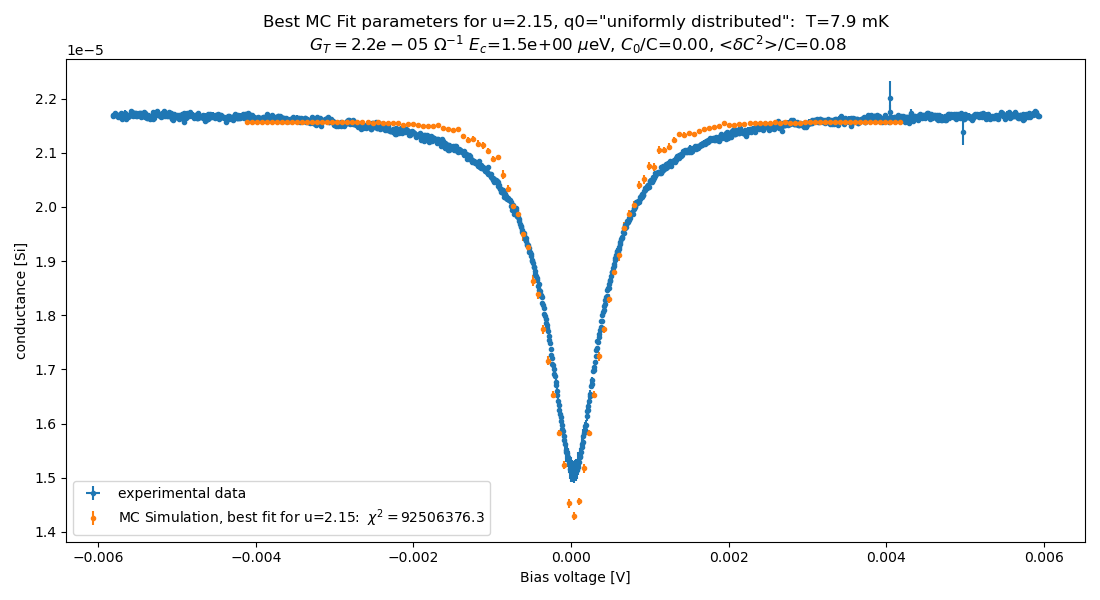 Best MC Fit parameters for u=2.15, q0="uniformly distributed":  T=7.9 mK
G_T = 2.2e − 05 Ω⁻¹ E_c=1.5e+00 μeV, C_0/C=0.00, <δC²>/C=0.08
1e−5
2.2
2.1
2.0
1.9
1.8
1.7
1.6
1.5
1.4
conductance [Si]
experimental data
MC Simulation, best fit for u=2.15:  χ² = 92506376.3
−0.006 −0.004 −0.002 0.000 0.002 0.004 0.006
Bias voltage [V]